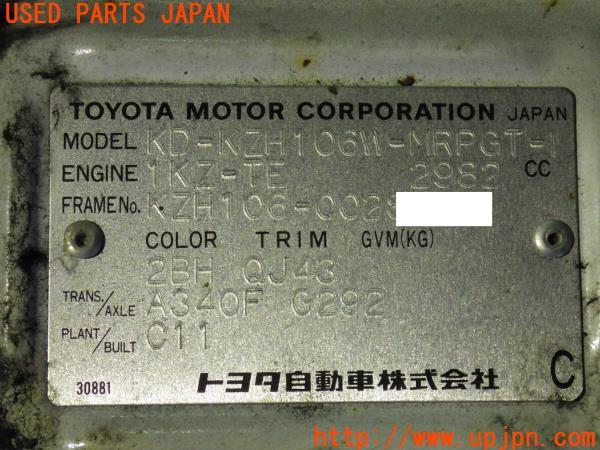 USED PARTS JAPAN
TOYOTA MOTOR CORPORATION JAPAN
MODEL KD-KZH106W-MRPGT-
ENGINE 1KZ-TE 2982 CC
FRAME No. KZH106-0028
COLOR TRIM GVM(KG)
2BH QJ43
TRANS./AXLE A340F G292
PLANT/BUILT C11
30881 トヨタ自動車株式会社 C
http://www.upjpn.com